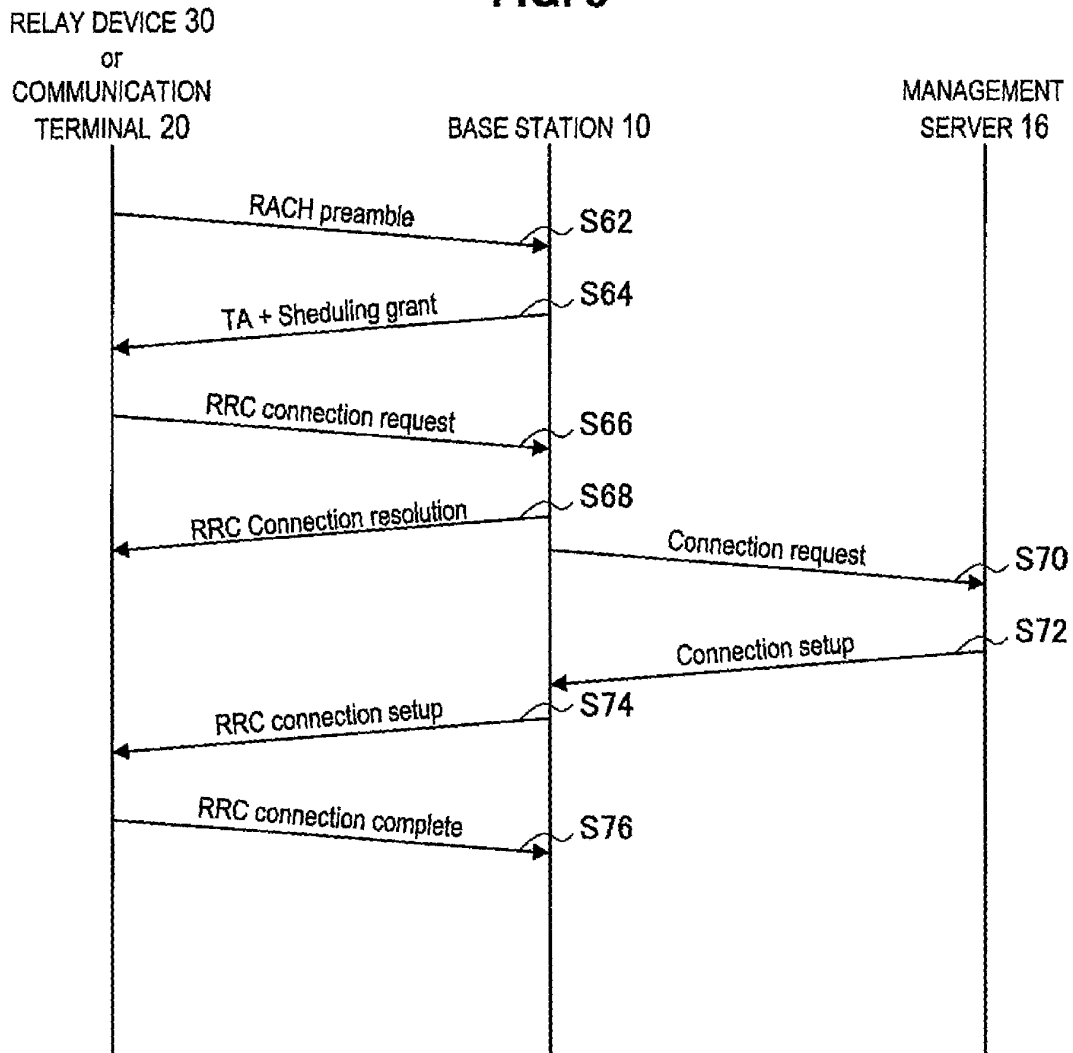 RELAY DEVICE 30
or
COMMUNICATION
TERMINAL 20
BASE STATION 10
MANAGEMENT
SERVER 16
RACH preamble
S62
TA + Sheduling grant
S64
RRC connection request
S66
RRC Connection resolution
S68
Connection request
S70
Connection setup
S72
RRC connection setup
S74
RRC connection complete
S76